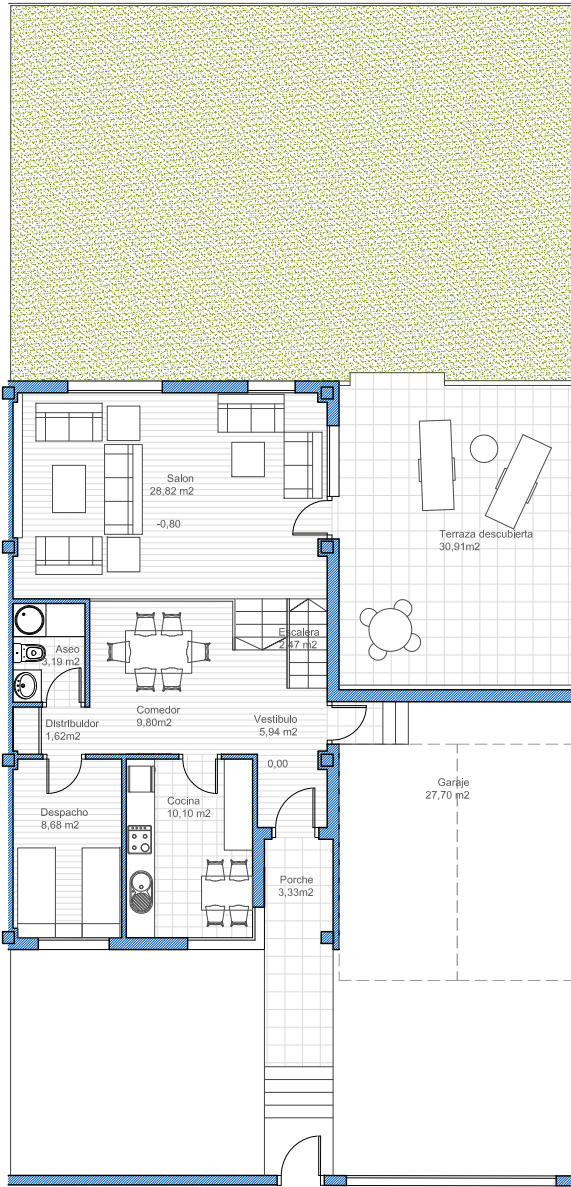 Salon
28,82 m2
-0,80
Terraza descubierta
30,91m2
Escalera
2,47 m2
Aseo
3,19 m2
Comedor
9,80m2
Vestibulo
5,94 m2
Distribuidor
1,62m2
0,00
Garaje
27,70 m2
Despacho
8,68 m2
Cocina
10,10 m2
Porche
3,33m2